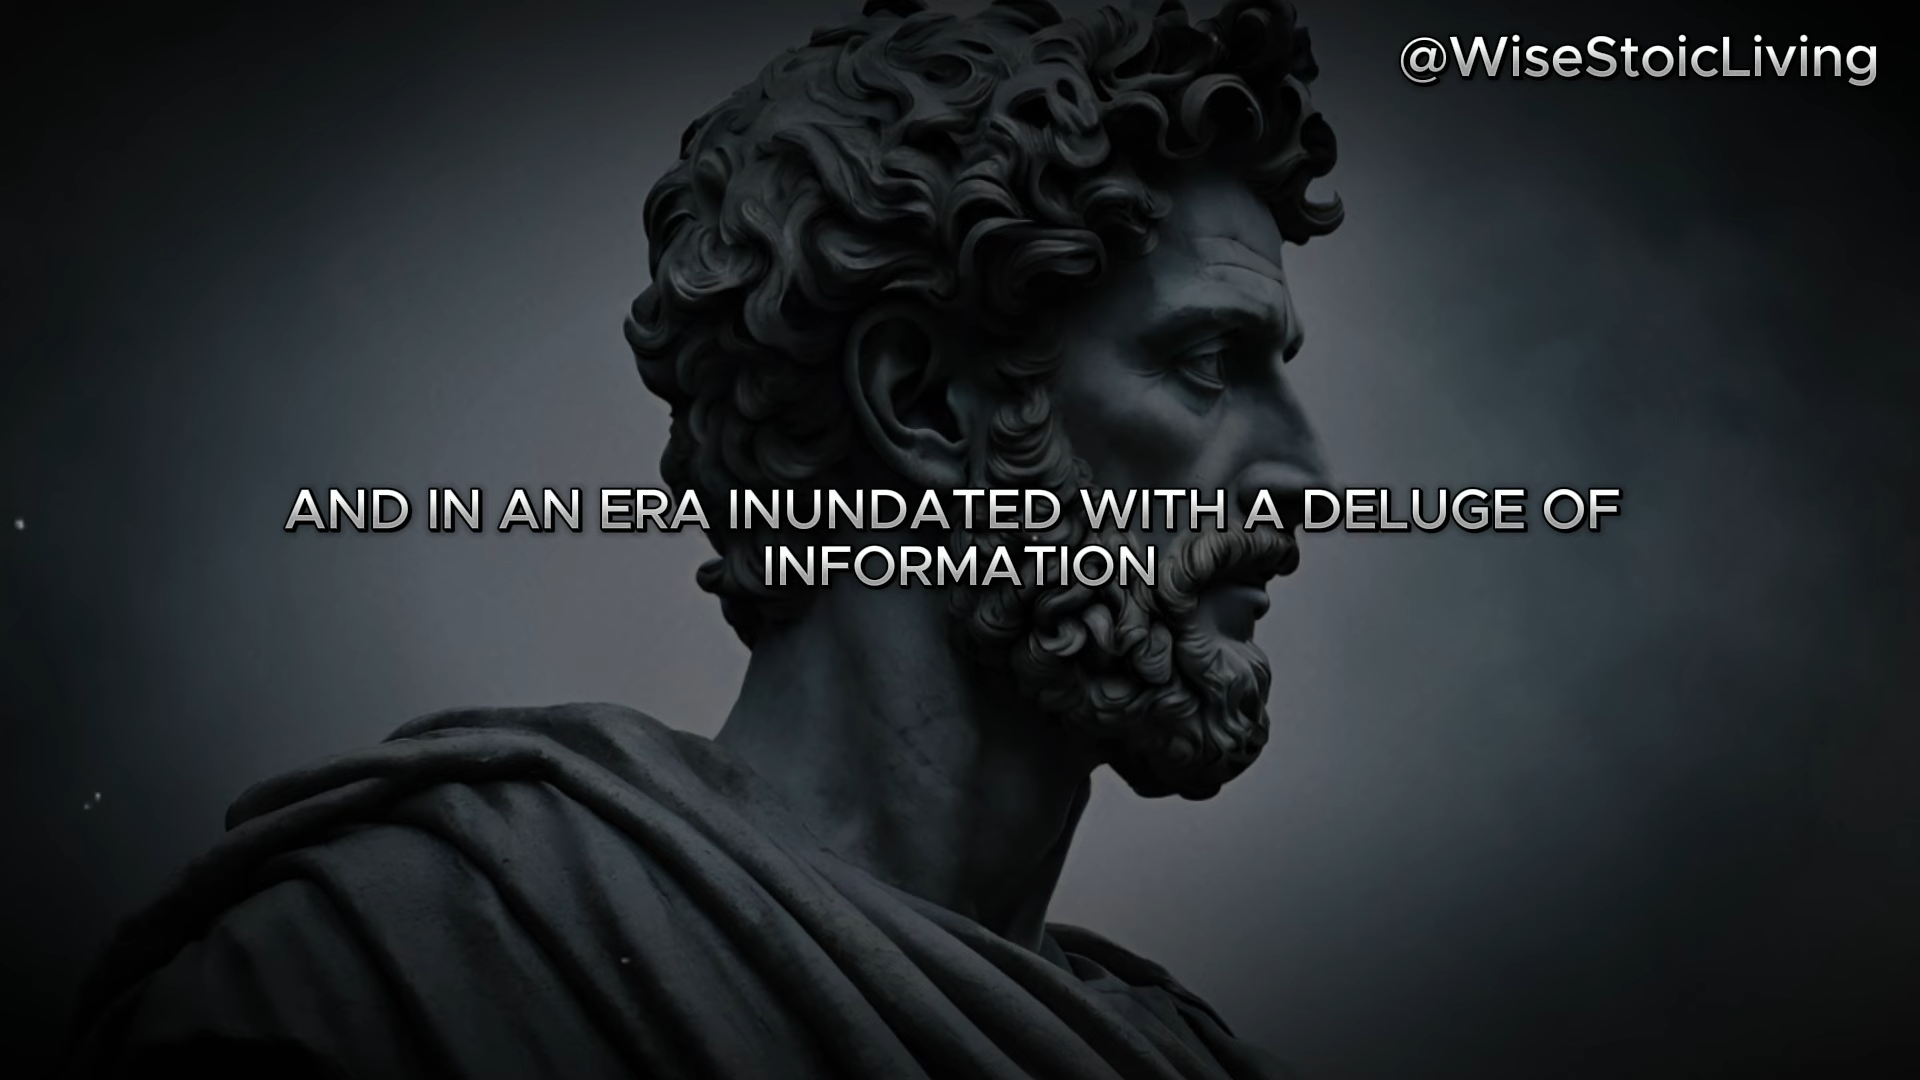 @WiseStoicLiving
AND IN AN ERA INUNDATED WITH A DELUGE OF
INFORMATION